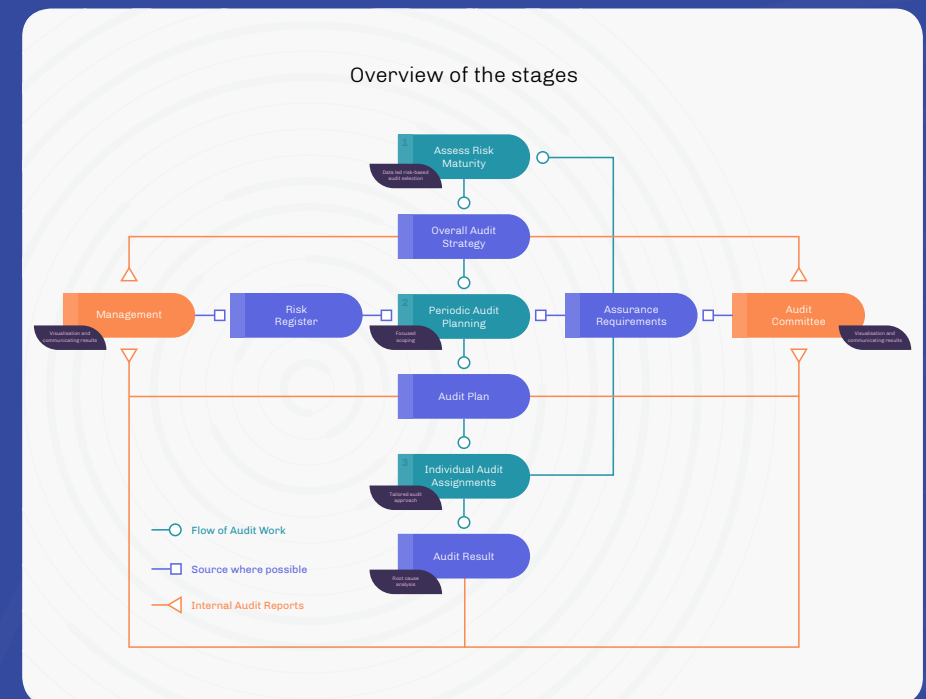 Overview of the stages
1
Assess Risk
Maturity
Data led risk-based
audit selection
Overall Audit
Strategy
Management
Visualisation and
communicating results
Risk
Register
2
Periodic Audit
Planning
Focused
scoping
Assurance
Requirements
Audit
Committee
Visualisation and
communicating results
Audit Plan
3
Individual Audit
Assignments
Tailored audit
approach
Audit Result
Root cause
analysis
Flow of Audit Work
Source where possible
Internal Audit Reports